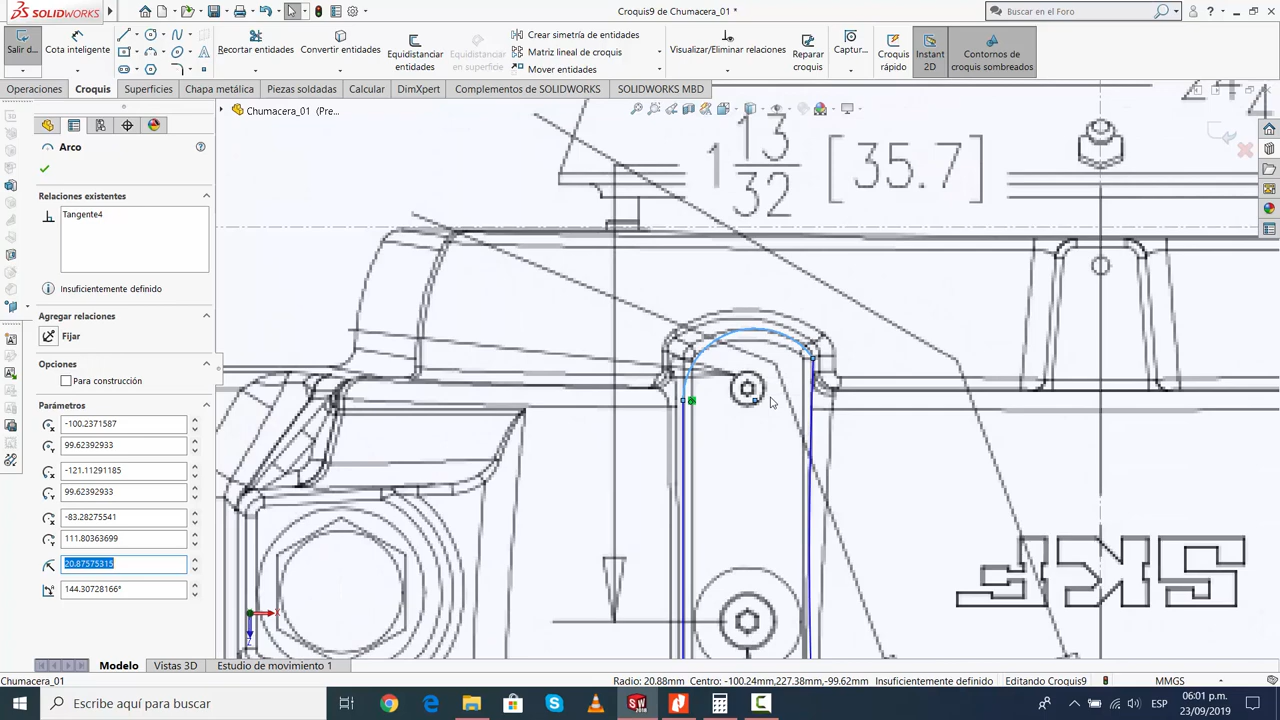 SOLIDWORKS
Croquis9 de Chumacera_01 *
Buscar en el Foro
Salir d...
Cota inteligente
Recortar entidades
Convertir entidades
Equidistanciar entidades
Equidistanciar en superficie
Crear simetría de entidades
Matriz lineal de croquis
Mover entidades
Visualizar/Eliminar relaciones
Reparar croquis
Captur...
Croquis rápido
Instant 2D
Contornos de croquis sombreados
Operaciones
Croquis
Superficies
Chapa metálica
Piezas soldadas
Calcular
DimXpert
Complementos de SOLIDWORKS
SOLIDWORKS MBD
Chumacera_01 (Pre...
Arco
Relaciones existentes
Tangente4
Insuficientemente definido
Agregar relaciones
Fijar
Opciones
Para construcción
Parámetros
-100.2371587
99.62392933
-121.11291185
99.62392933
-83.28275541
111.80363699
20.87575315
144.30728166°
1 13/32 [35.7]
SKF
Modelo
Vistas 3D
Estudio de movimiento 1
Chumacera_01
Radio: 20.88mm
Centro: -100.24mm,227.38mm,-99.62mm
Insuficientemente definido
Editando Croquis9
MMGS
Escribe aquí para buscar
ESP
06:01 p.m.
23/09/2019